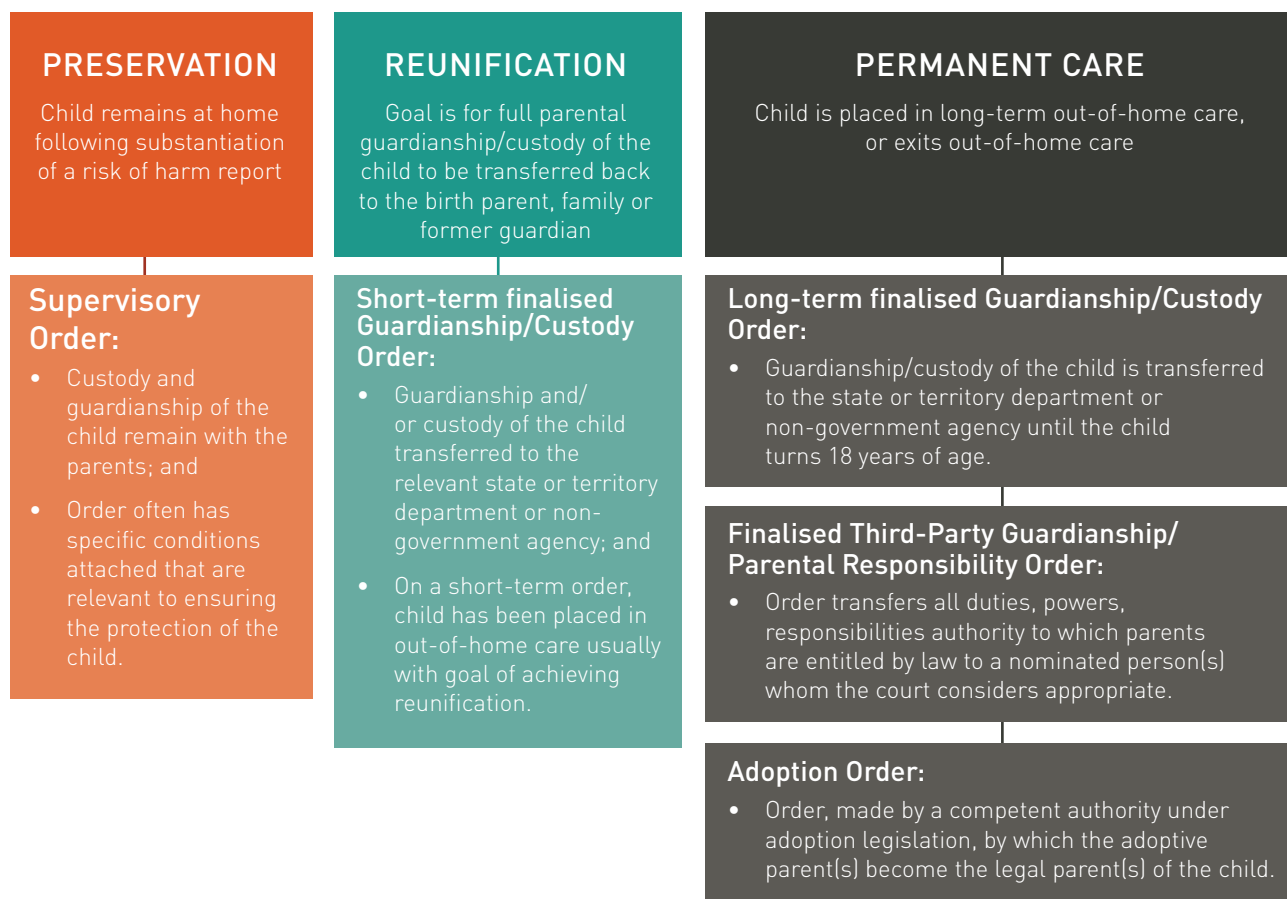 PRESERVATION
Child remains at home
following substantiation
of a risk of harm report
Supervisory
Order:
• Custody and
guardianship of the
child remain with the
parents; and
• Order often has
specific conditions
attached that are
relevant to ensuring
the protection of the
child.
REUNIFICATION
Goal is for full parental
guardianship/custody of the
child to be transferred back
to the birth parent, family or
former guardian
Short-term finalised
Guardianship/Custody
Order:
• Guardianship and/
or custody of the child
transferred to the
relevant state or territory
department or non-
government agency; and
• On a short-term order,
child has been placed in
out-of-home care usually
with goal of achieving
reunification.
PERMANENT CARE
Child is placed in long-term out-of-home care,
or exits out-of-home care
Long-term finalised Guardianship/Custody
Order:
• Guardianship/custody of the child is transferred
to the state or territory department or
non-government agency until the child
turns 18 years of age.
Finalised Third-Party Guardianship/
Parental Responsibility Order:
• Order transfers all duties, powers,
responsibilities authority to which parents
are entitled by law to a nominated person(s)
whom the court considers appropriate.
Adoption Order:
• Order, made by a competent authority under
adoption legislation, by which the adoptive
parent(s) become the legal parent(s) of the child.